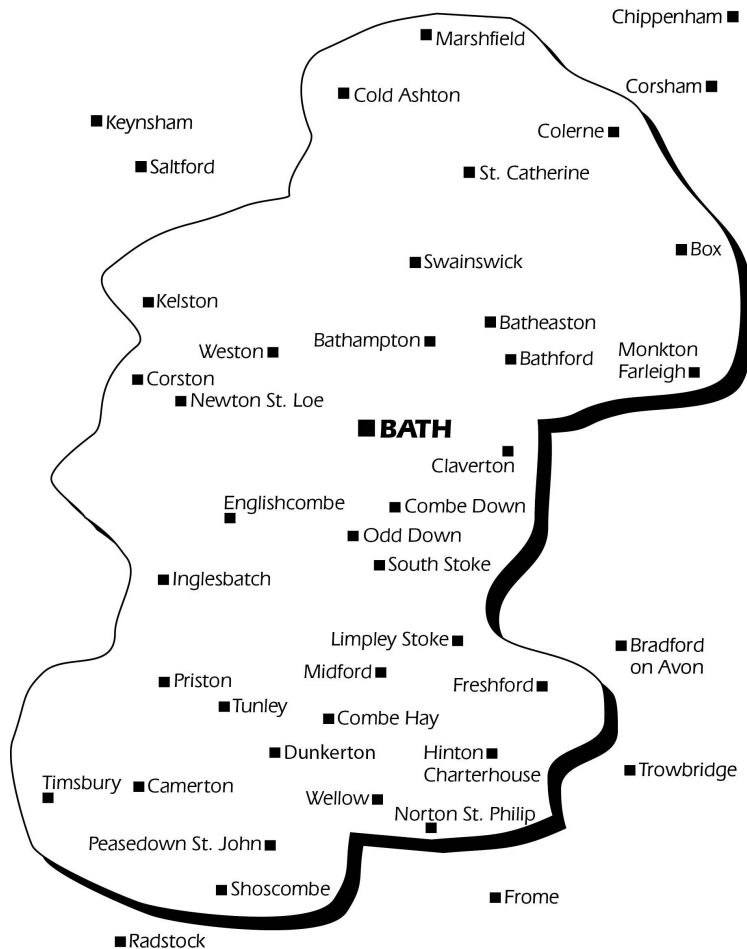 Chippenham
Marshfield
Corsham
Cold Ashton
Keynsham
Colerne
Saltford
St. Catherine
Box
Swainswick
Kelston
Batheaston
Bathampton
Weston
Bathford
Monkton
Farleigh
Corston
Newton St. Loe
BATH
Claverton
Englishcombe
Combe Down
Odd Down
South Stoke
Inglesbatch
Limpley Stoke
Bradford
on Avon
Midford
Priston
Freshford
Tunley
Combe Hay
Dunkerton
Hinton
Charterhouse
Trowbridge
Timsbury
Camerton
Wellow
Norton St. Philip
Peasedown St. John
Shoscombe
Frome
Radstock